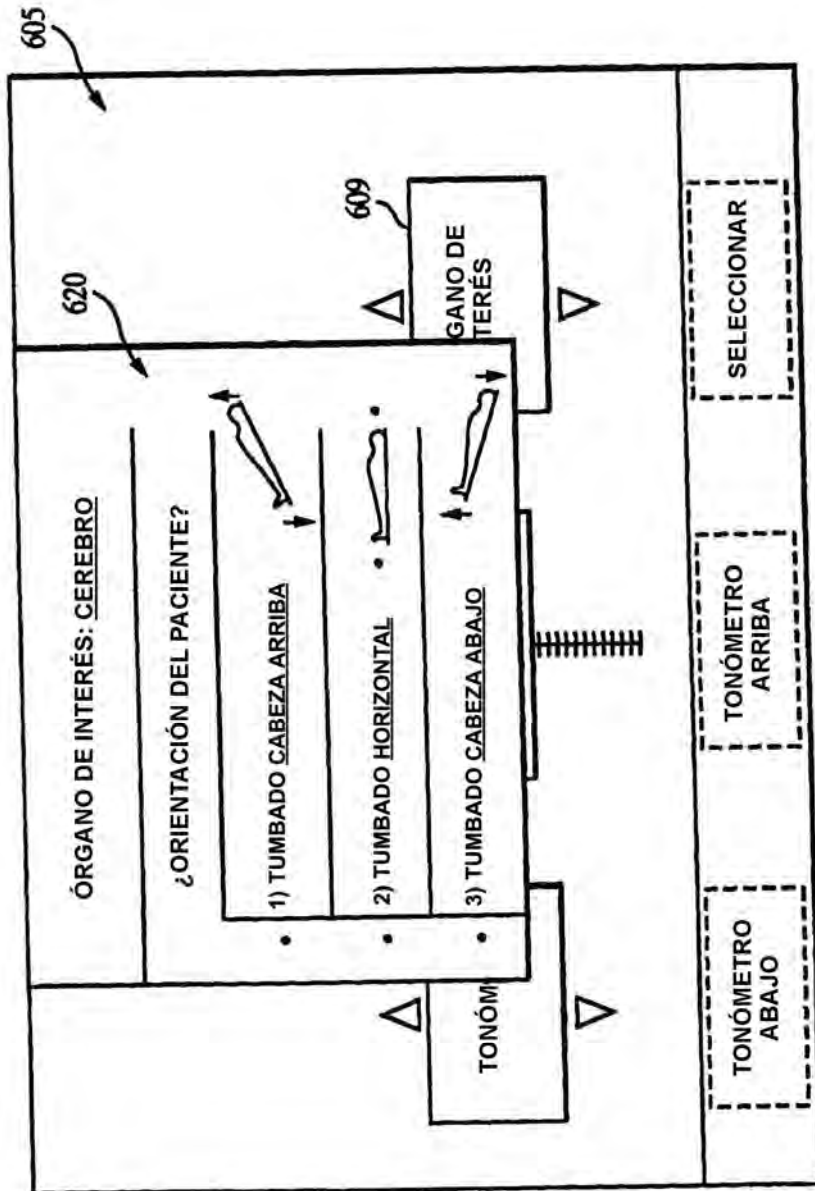 605
620
ÓRGANO DE INTERÉS: CEREBRO
¿ORIENTACIÓN DEL PACIENTE?
1) TUMBADO CABEZA ARRIBA
2) TUMBADO HORIZONTAL
3) TUMBADO CABEZA ABAJO
609
TONÓM
GANO DE
TERÉS
TONÓMETRO
ABAJO
TONÓMETRO
ARRIBA
SELECCIONAR